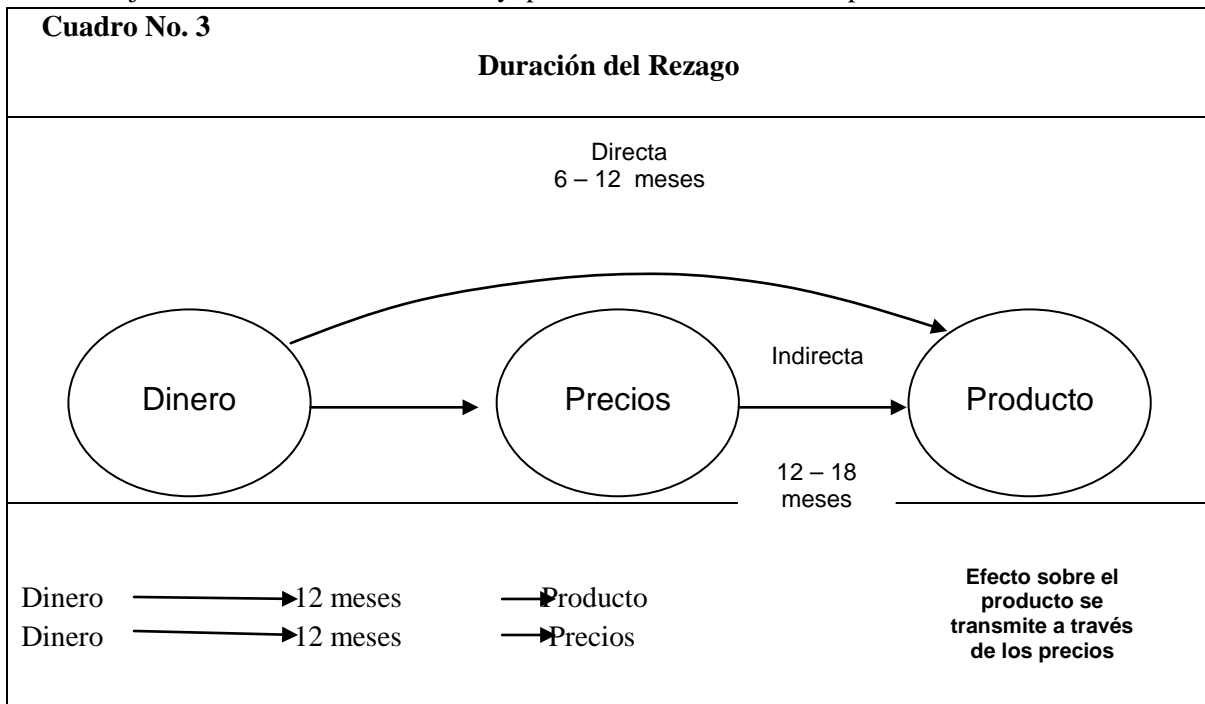 Cuadro No. 3
Duración del Rezago
Directa
6 – 12 meses
Dinero
Precios
Indirecta
Producto
12 – 18
meses
Dinero 12 meses Producto
Dinero 12 meses Precios
Efecto sobre el
producto se
transmite a través
de los precios